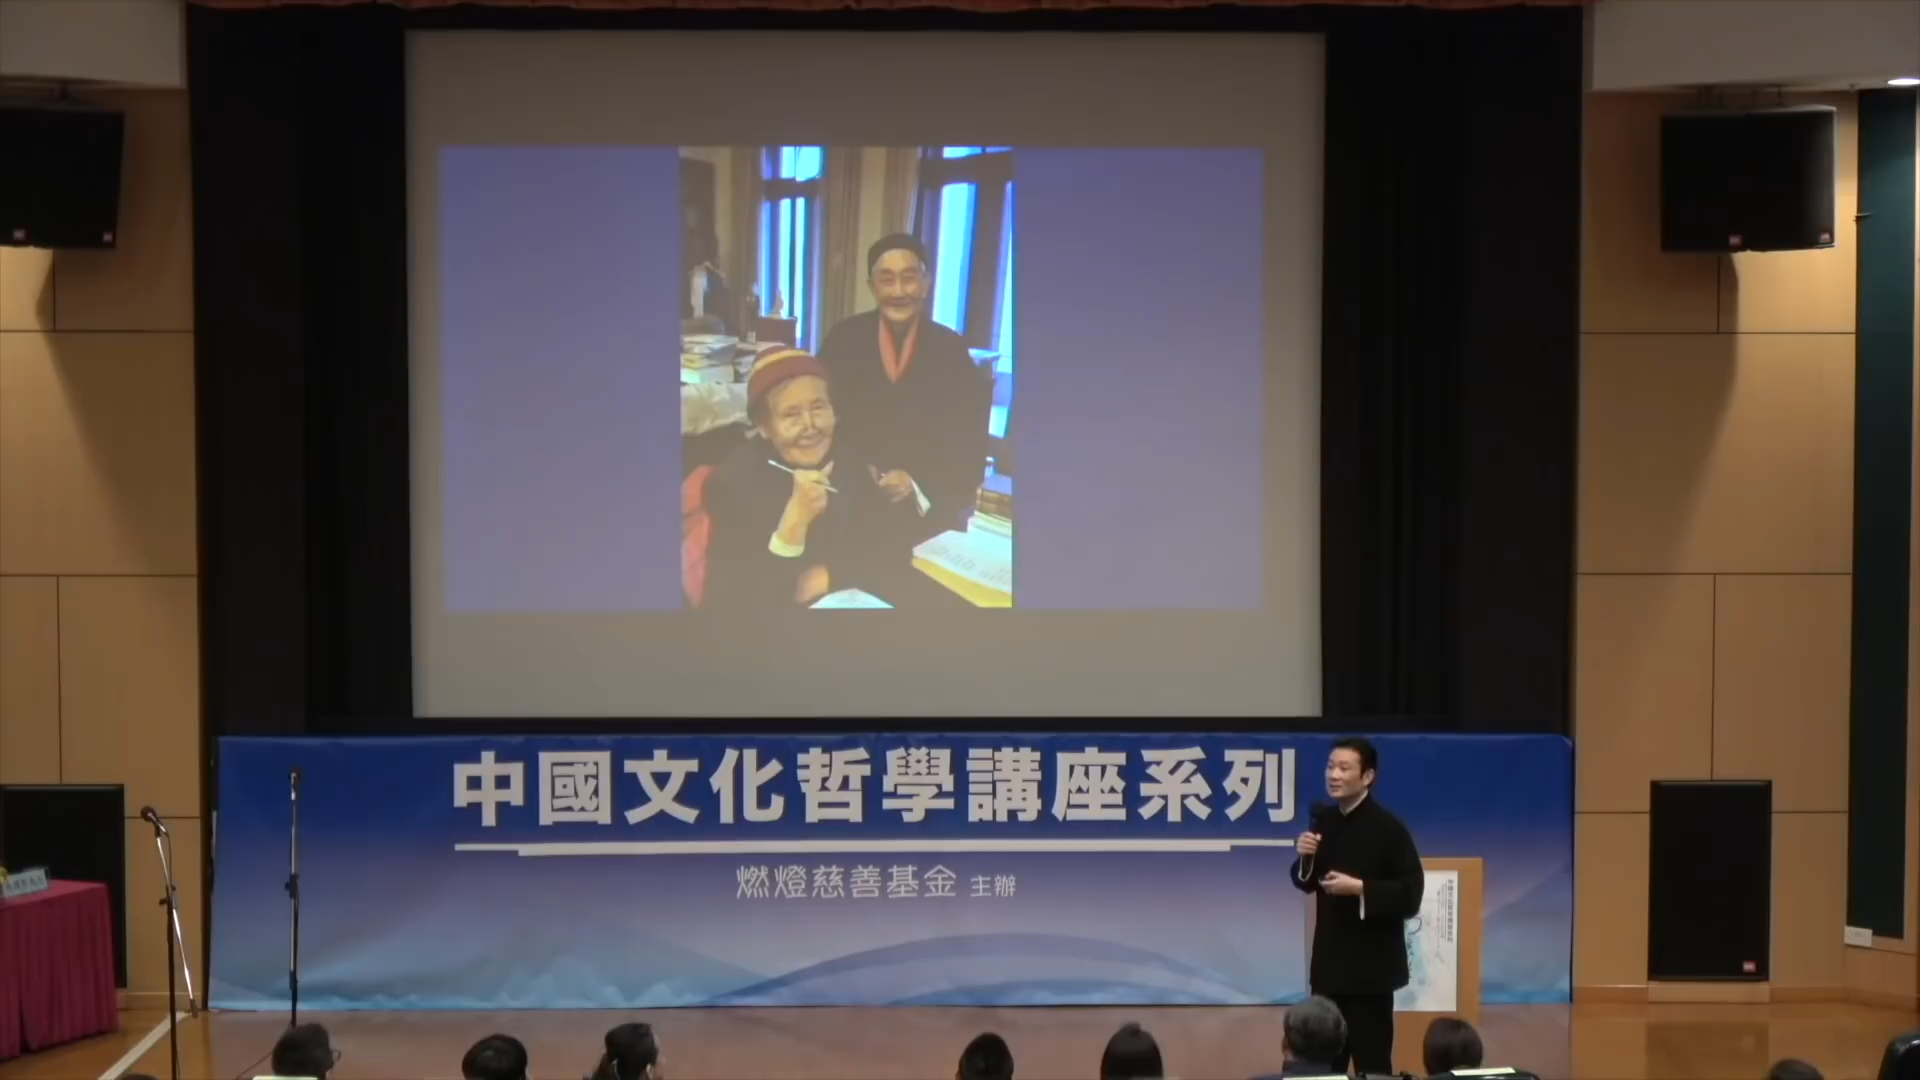 中國文化哲學講座系列
燃燈慈善基金 主辦